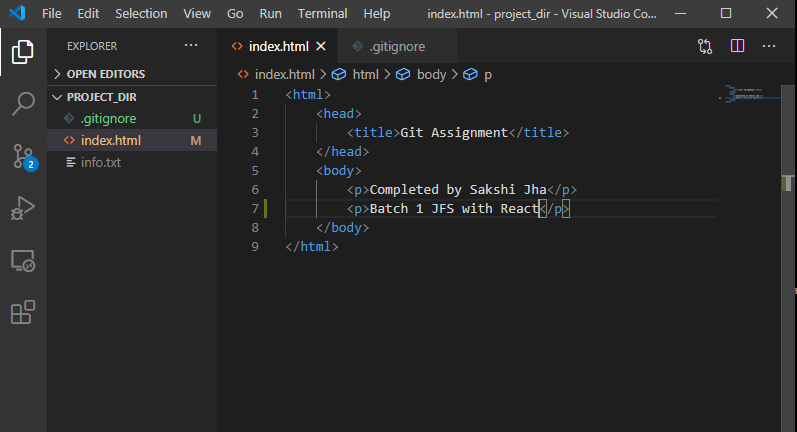 File Edit Selection View Go Run Terminal Help index.html - project_dir - Visual Studio Co...
EXPLORER
index.html
.gitignore
OPEN EDITORS
index.html > html > body > p
PROJECT_DIR
.gitignore U
index.html M
info.txt
2
1 <html>
2 <head>
3 <title>Git Assignment</title>
4 </head>
5 <body>
6 <p>Completed by Sakshi Jha</p>
7 <p>Batch 1 JFS with React</p>
8 </body>
9 </html>